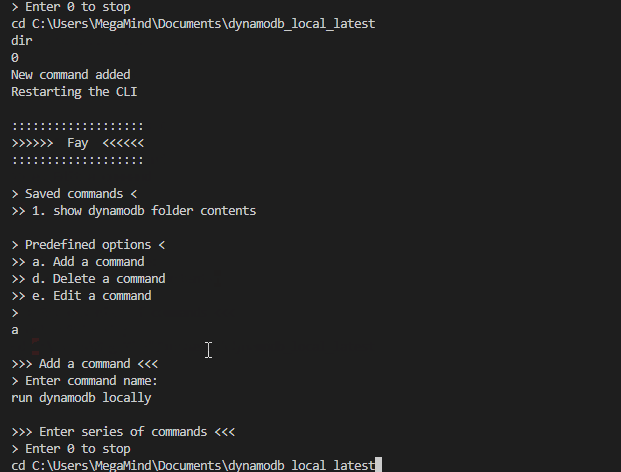 > Enter 0 to stop
cd C:\Users\MegaMind\Documents\dynamodb_local_latest
dir
0
New command added
Restarting the CLI
:::::::::::::::::::
>>>>>>  Fay  <<<<<<
:::::::::::::::::::
> Saved commands <
>> 1. show dynamodb folder contents
> Predefined options <
>> a. Add a command
>> d. Delete a command
>> e. Edit a command
>
a
>>> Add a command <<<
> Enter command name:
run dynamodb locally
>>> Enter series of commands <<<
> Enter 0 to stop
cd C:\Users\MegaMind\Documents\dynamodb_local_latest